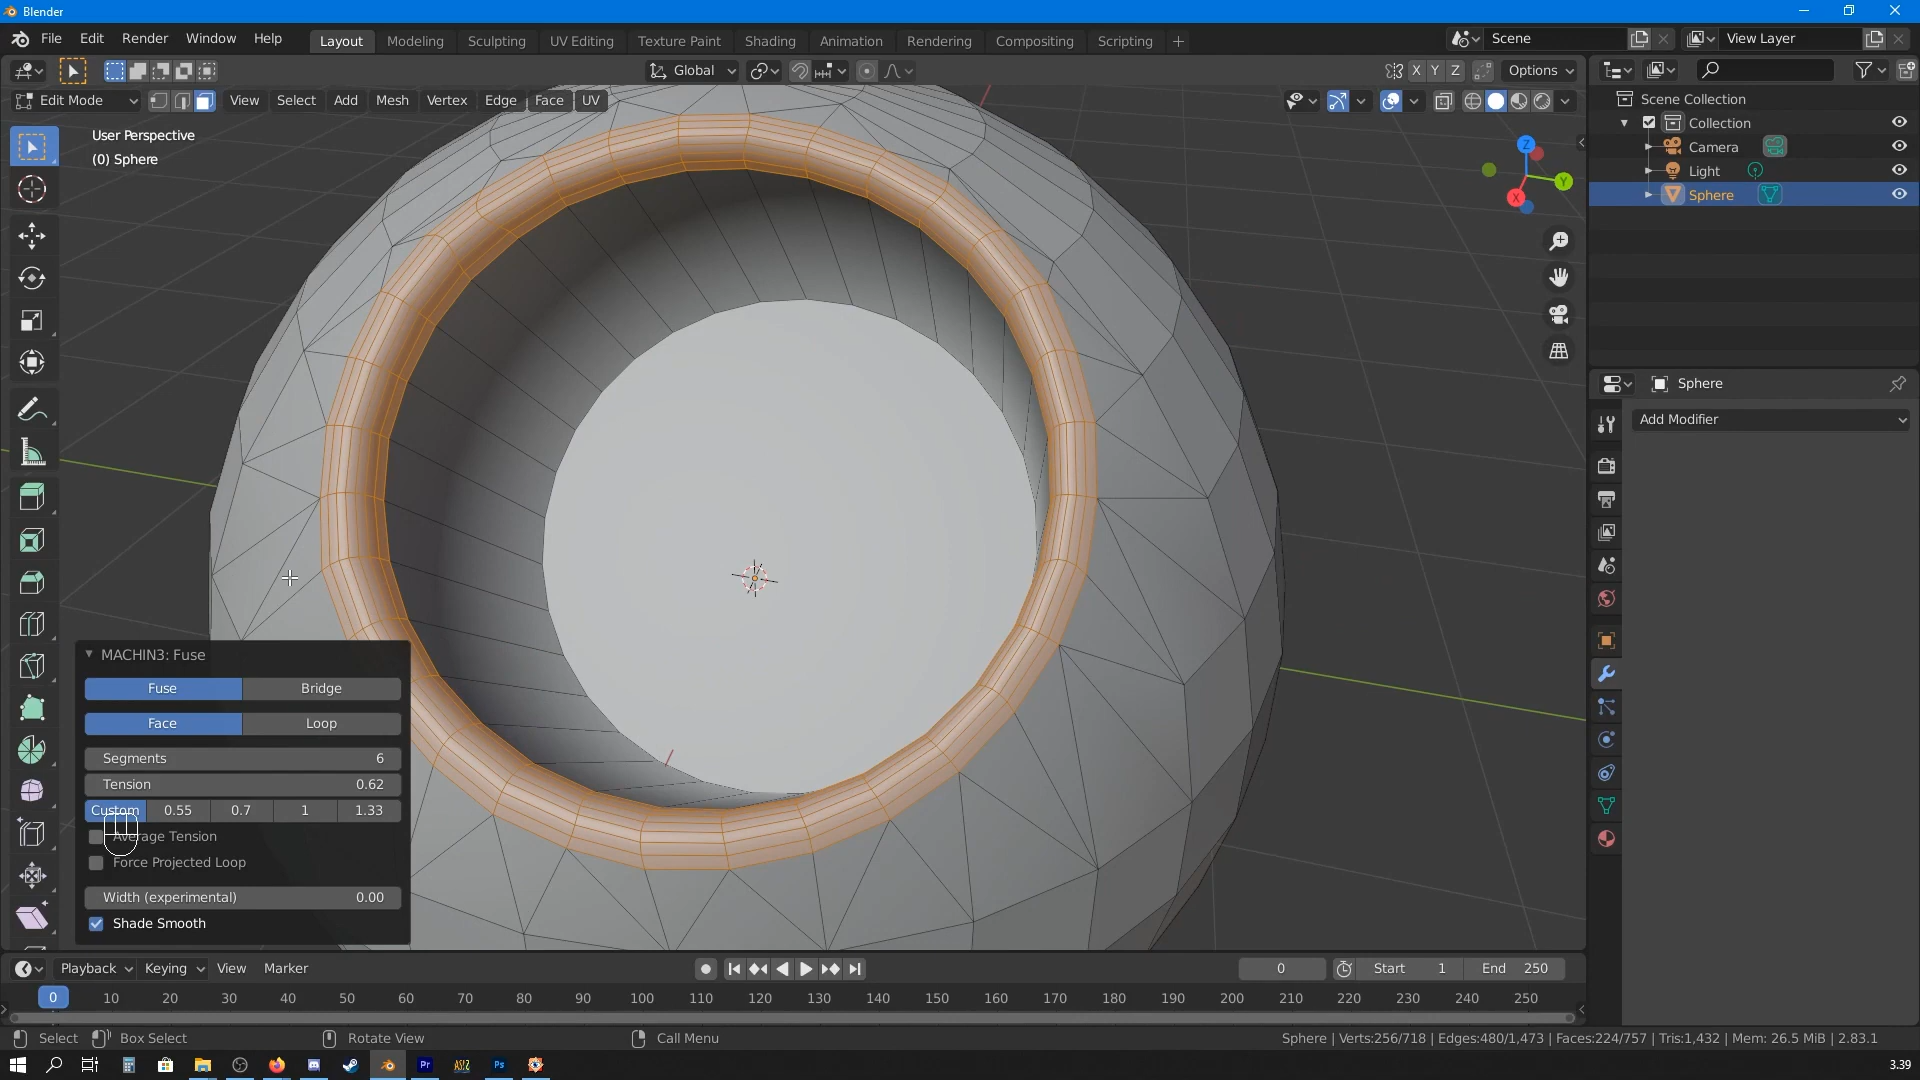 Blender
File Edit Render Window Help
Layout Modeling Sculpting UV Editing Texture Paint Shading Animation Rendering Compositing Scripting +
Scene
View Layer
Global
X Y Z
Options
Edit Mode
View Select Add Mesh Vertex Edge Face UV
User Perspective
(0) Sphere
Z
Y
X
Scene Collection
Collection
Camera
Light
Sphere
Sphere
Add Modifier
MACHIN3: Fuse
Fuse Bridge
Face Loop
Segments 6
Tension 0.62
Custom 0.55 0.7 1 1.33
Average Tension
Force Projected Loop
Width (experimental) 0.00
Shade Smooth
Playback Keying View Marker
0 Start 1 End 250
0 10 20 30 40 50 60 70 80 90 100 110 120 130 140 150 160 170 180 190 200 210 220 230 240 250
Select Box Select Rotate View Call Menu
Sphere | Verts:256/718 | Edges:480/1,473 | Faces:224/757 | Tris:1,432 | Mem: 26.5 MiB | 2.83.1
Pr
Ps
3.39